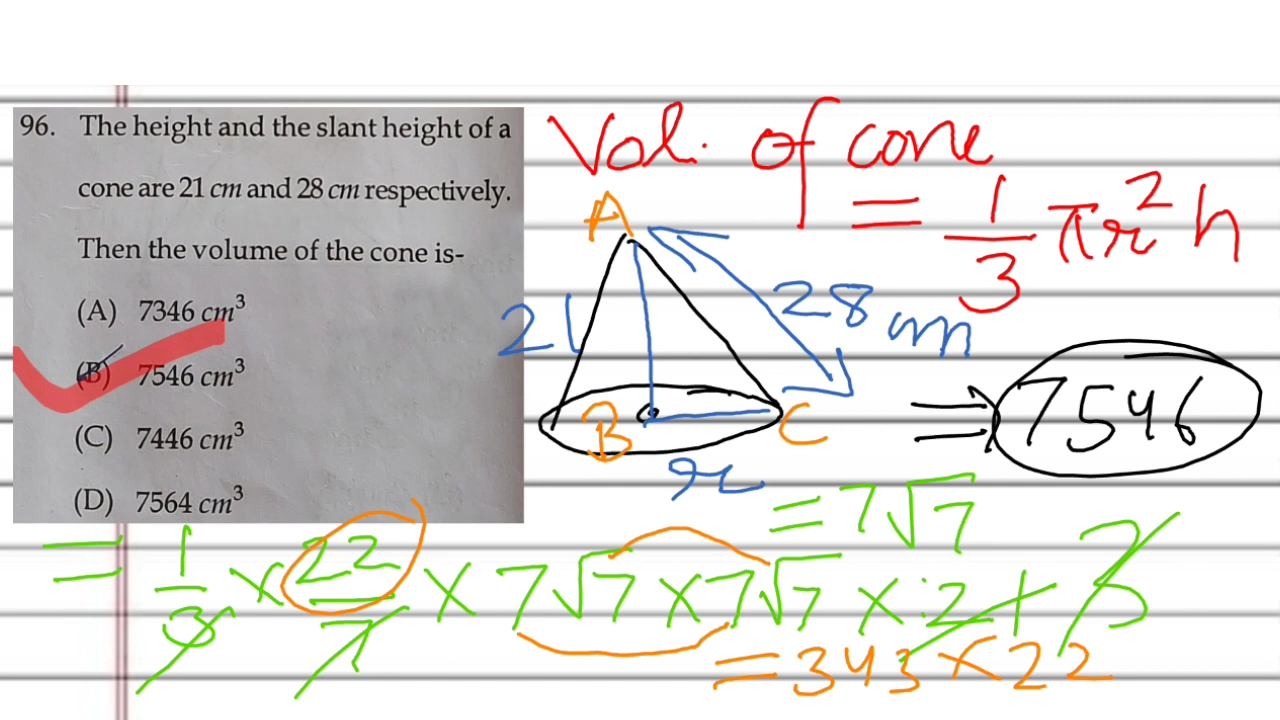 96. The height and the slant height of a
cone are 21 cm and 28 cm respectively.
Then the volume of the cone is-
(A) 7346 cm³
(B) 7546 cm³
(C) 7446 cm³
(D) 7564 cm³
Vol. of cone
= 1/3 πr²h
A
21
28 cm
B
C
r
⇒ 7546
= 7√7
= 1/3 × 22/7 × 7√7 × 7√7 × 21
= 343 × 22